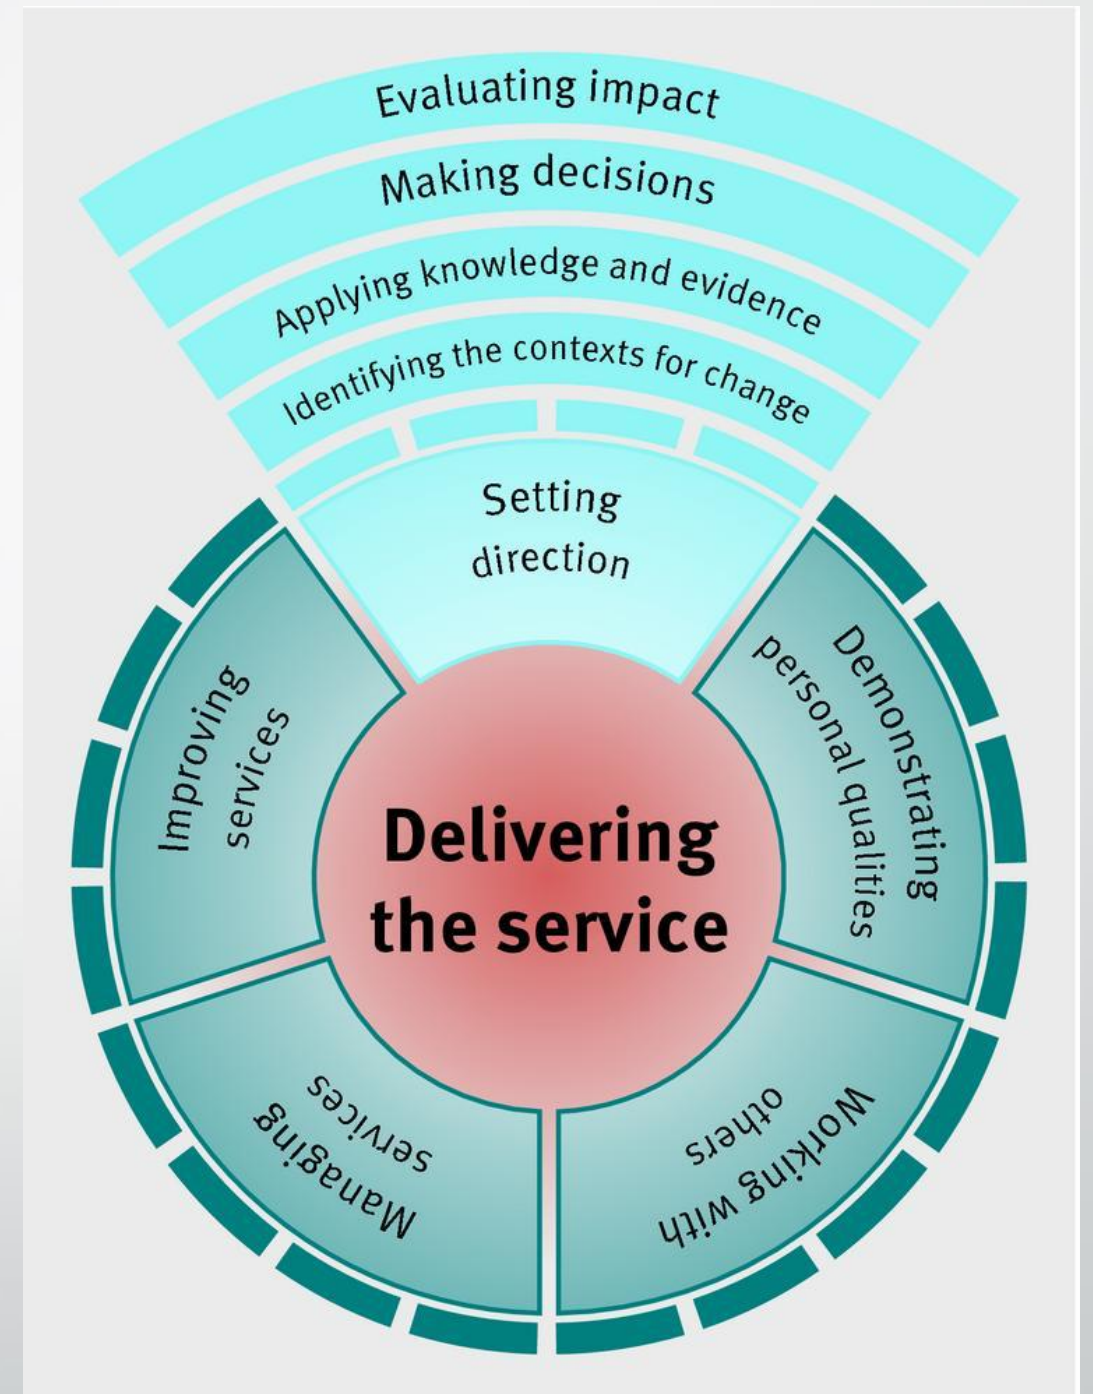 Evaluating impact
Making decisions
Applying knowledge and evidence
Identifying the contexts for change
Setting
direction
Demonstrating
personal qualities
Improving
services
Delivering
the service
Managing
services
Working with
others